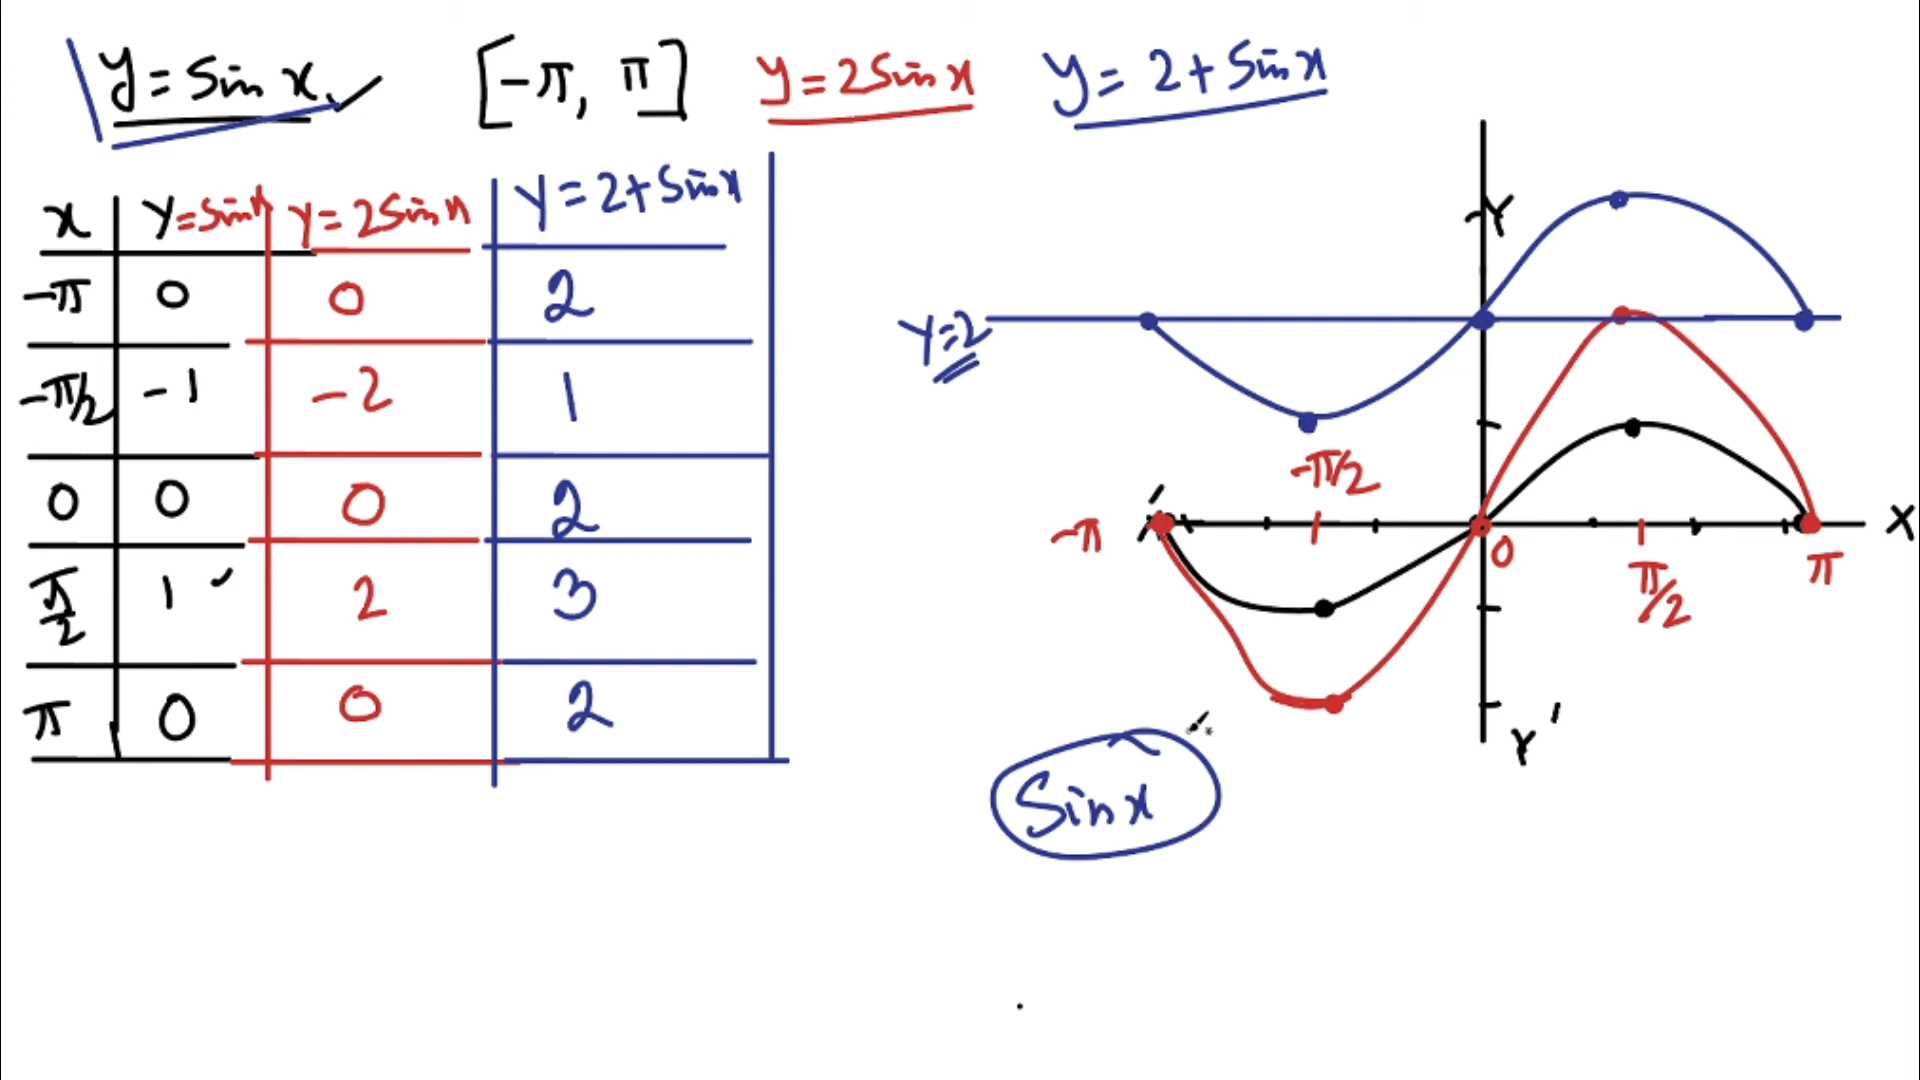 y = Sin x [-π, π] y = 2Sin x y = 2 + Sin x
x y = Sin x y = 2Sin x y = 2 + Sin x
-π 0 0 2
-π/2 -1 -2 1
0 0 0 2
π/2 1 2 3
π 0 0 2
Y
Y=2
-π/2
-π 0 π/2 π X
Y'
Sin x